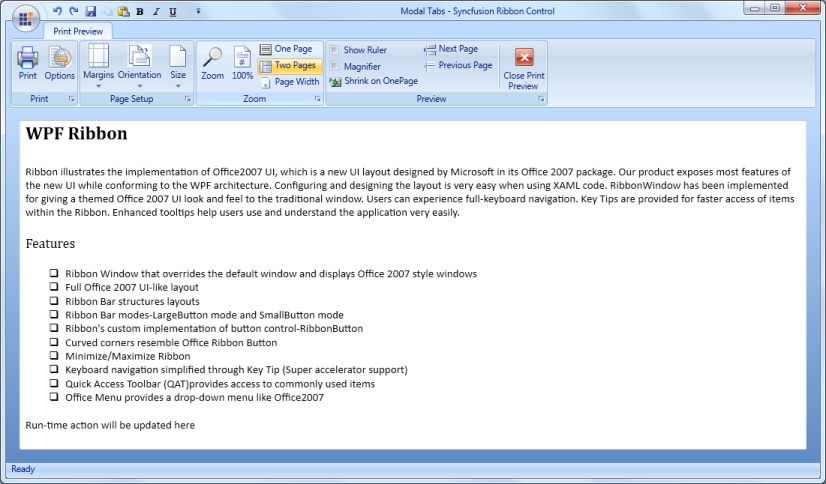 Modal Tabs - Syncfusion Ribbon Control
B I U
Print Preview
Print Options
Margins Orientation Size
Zoom 100%
One Page
Two Pages
Page Width
Show Ruler
Magnifier
Shrink on OnePage
Next Page
Previous Page
Close Print
Preview
Print
Page Setup
Zoom
Preview
WPF Ribbon
Ribbon illustrates the implementation of Office2007 UI, which is a new UI layout designed by Microsoft in its Office 2007 package. Our product exposes most features of
the new UI while conforming to the WPF architecture. Configuring and designing the layout is very easy when using XAML code. RibbonWindow has been implemented
for giving a themed Office 2007 UI look and feel to the traditional window. Users can experience full-keyboard navigation. Key Tips are provided for faster access of items
within the Ribbon. Enhanced tooltips help users use and understand the application very easily.
Features
Ribbon Window that overrides the default window and displays Office 2007 style windows
Full Office 2007 UI-like layout
Ribbon Bar structures layouts
Ribbon Bar modes-LargeButton mode and SmallButton mode
Ribbon's custom implementation of button control-RibbonButton
Curved corners resemble Office Ribbon Button
Minimize/Maximize Ribbon
Keyboard navigation simplified through Key Tip (Super accelerator support)
Quick Access Toolbar (QAT)provides access to commonly used items
Office Menu provides a drop-down menu like Office2007
Run-time action will be updated here
Ready